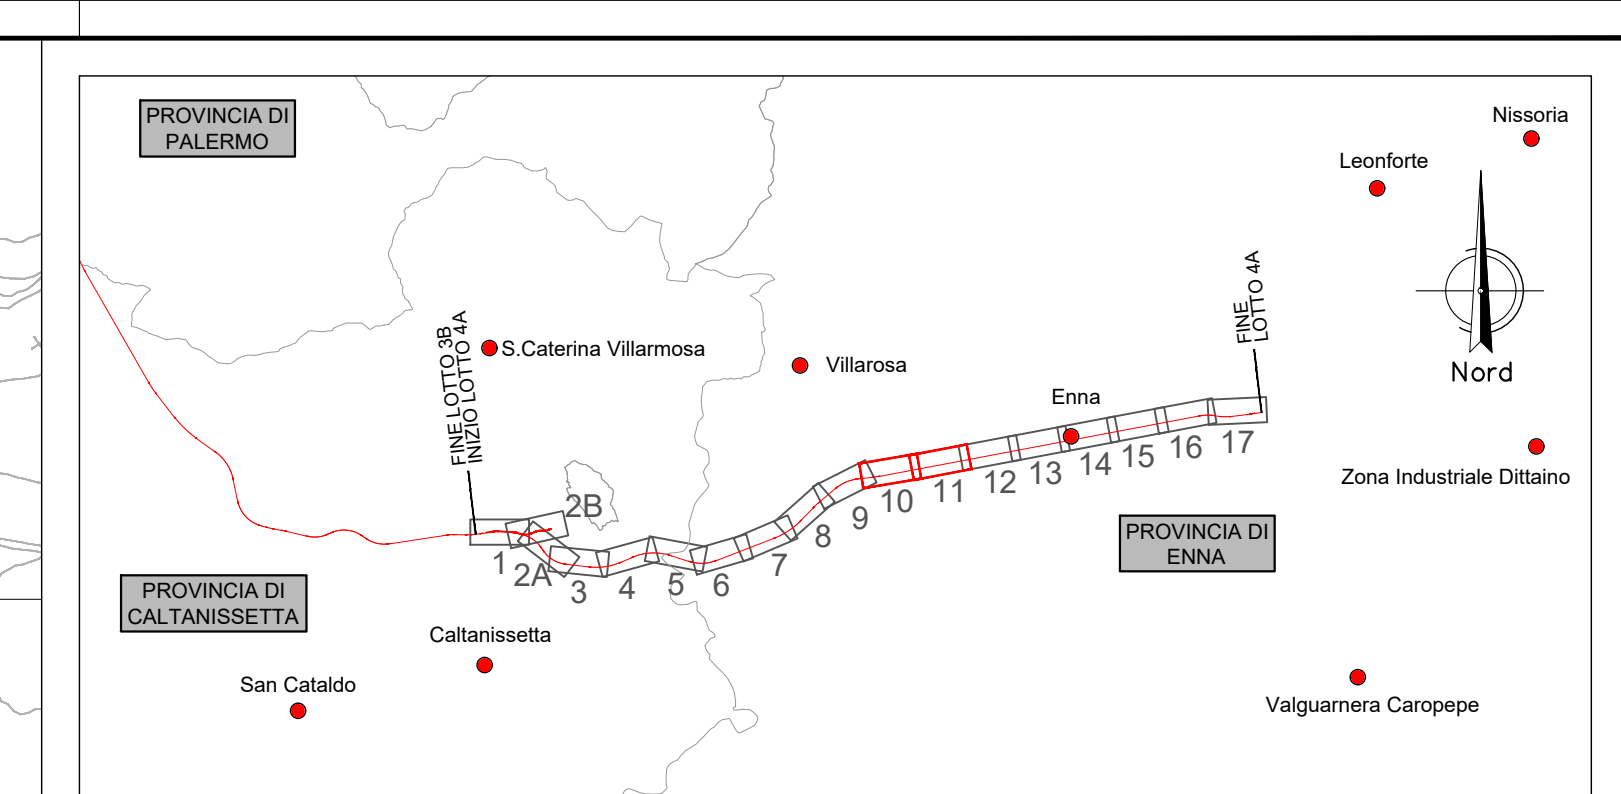 PROVINCIA DI
PALERMO
Nissoria
Leonforte
FINE
LOTTO 4A
Nord
FINE LOTTO 3B
INIZIO LOTTO 4A
S.Caterina Villarmosa
Villarosa
Enna
Zona Industriale Dittaino
1
2A
2B
3
4
5
6
7
8
9
10
11
12
13
14
15
16
17
PROVINCIA DI
ENNA
PROVINCIA DI
CALTANISSETTA
Caltanissetta
San Cataldo
Valguarnera Caropepe